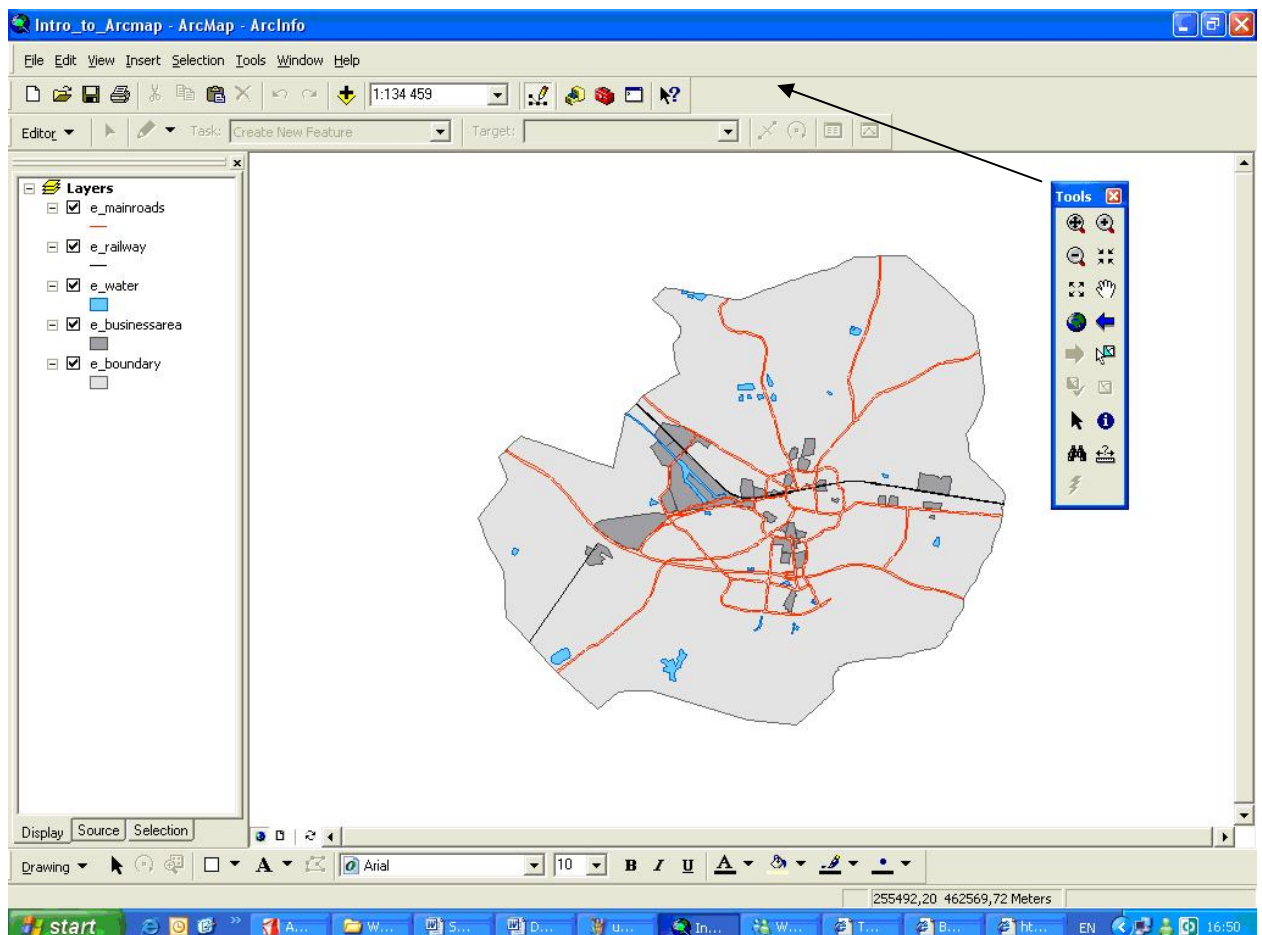 Intro_to_Arcmap - ArcMap - ArcInfo
File Edit View Insert Selection Tools Window Help
1:134 459
Editor Task: Create New Feature Target:
Layers
e_mainroads
e_railway
e_water
e_businessarea
e_boundary
Tools
Display Source Selection
Drawing A Arial 10 B I U A
255492,20 462569,72 Meters
start A... W... S... D... u... In... W... T... B... ht... EN 16:50